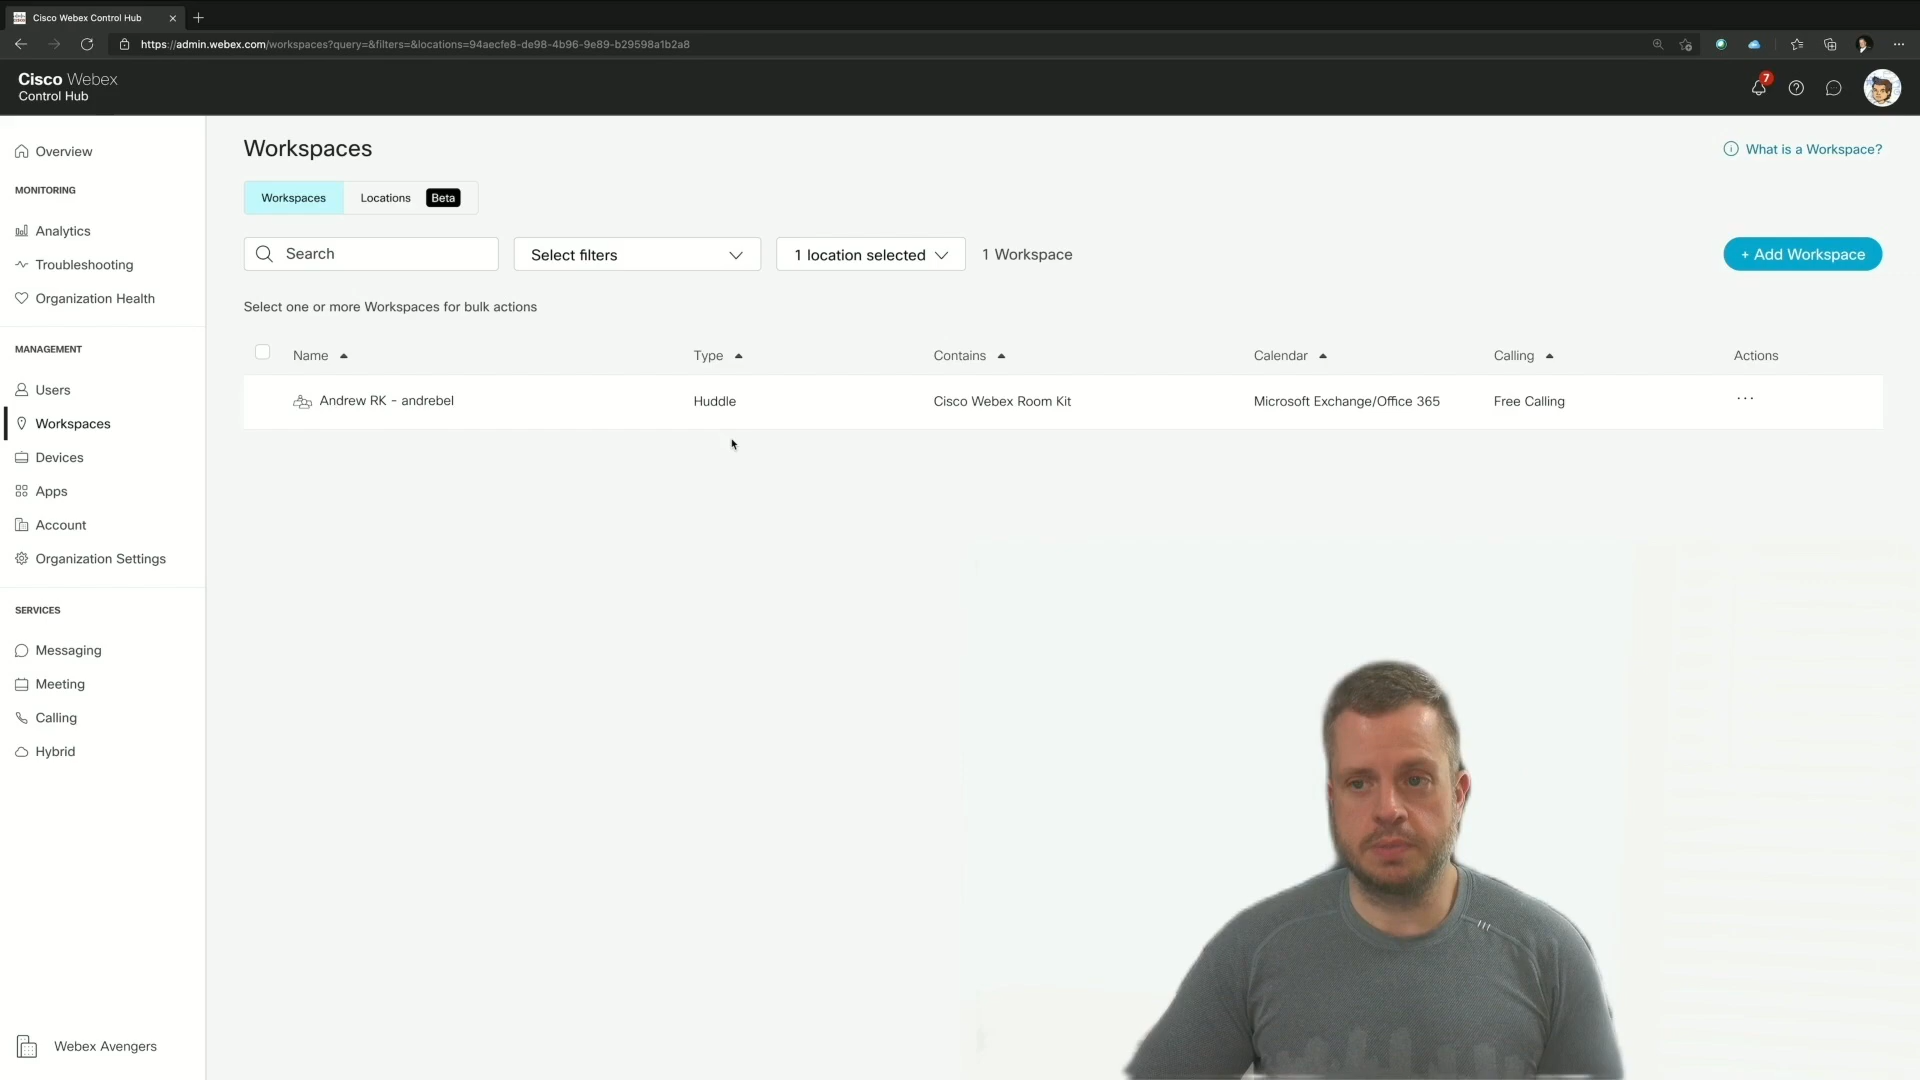 Cisco Webex Control Hub
https://admin.webex.com/workspaces?query=&filters=&locations=94aecfe8-de98-4b96-9e89-b29598a1b2a8
Cisco Webex
Control Hub
7
Overview
MONITORING
Analytics
Troubleshooting
Organization Health
MANAGEMENT
Users
Workspaces
Devices
Apps
Account
Organization Settings
SERVICES
Messaging
Meeting
Calling
Hybrid
Webex Avengers
Workspaces
What is a Workspace?
Workspaces Locations Beta
Search Select filters 1 location selected 1 Workspace + Add Workspace
Select one or more Workspaces for bulk actions
Name Type Contains Calendar Calling Actions
Andrew RK - andrebel Huddle Cisco Webex Room Kit Microsoft Exchange/Office 365 Free Calling ...